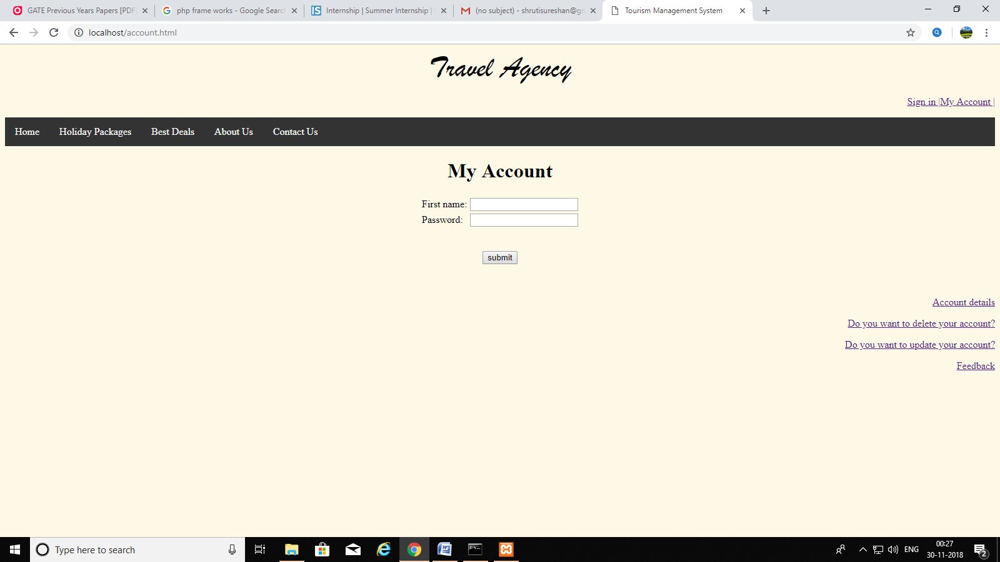 GATE Previous Years Papers [PDF]
php frame works - Google Search
Internship | Summer Internship |
(no subject) - shrutisureshan@gm
Tourism Management System
localhost/account.html
Travel Agency
Sign in |My Account |
Home Holiday Packages Best Deals About Us Contact Us
My Account
First name:
Password:
submit
Account details
Do you want to delete your account?
Do you want to update your account?
Feedback
Type here to search
ENG
00:27
30-11-2018
2